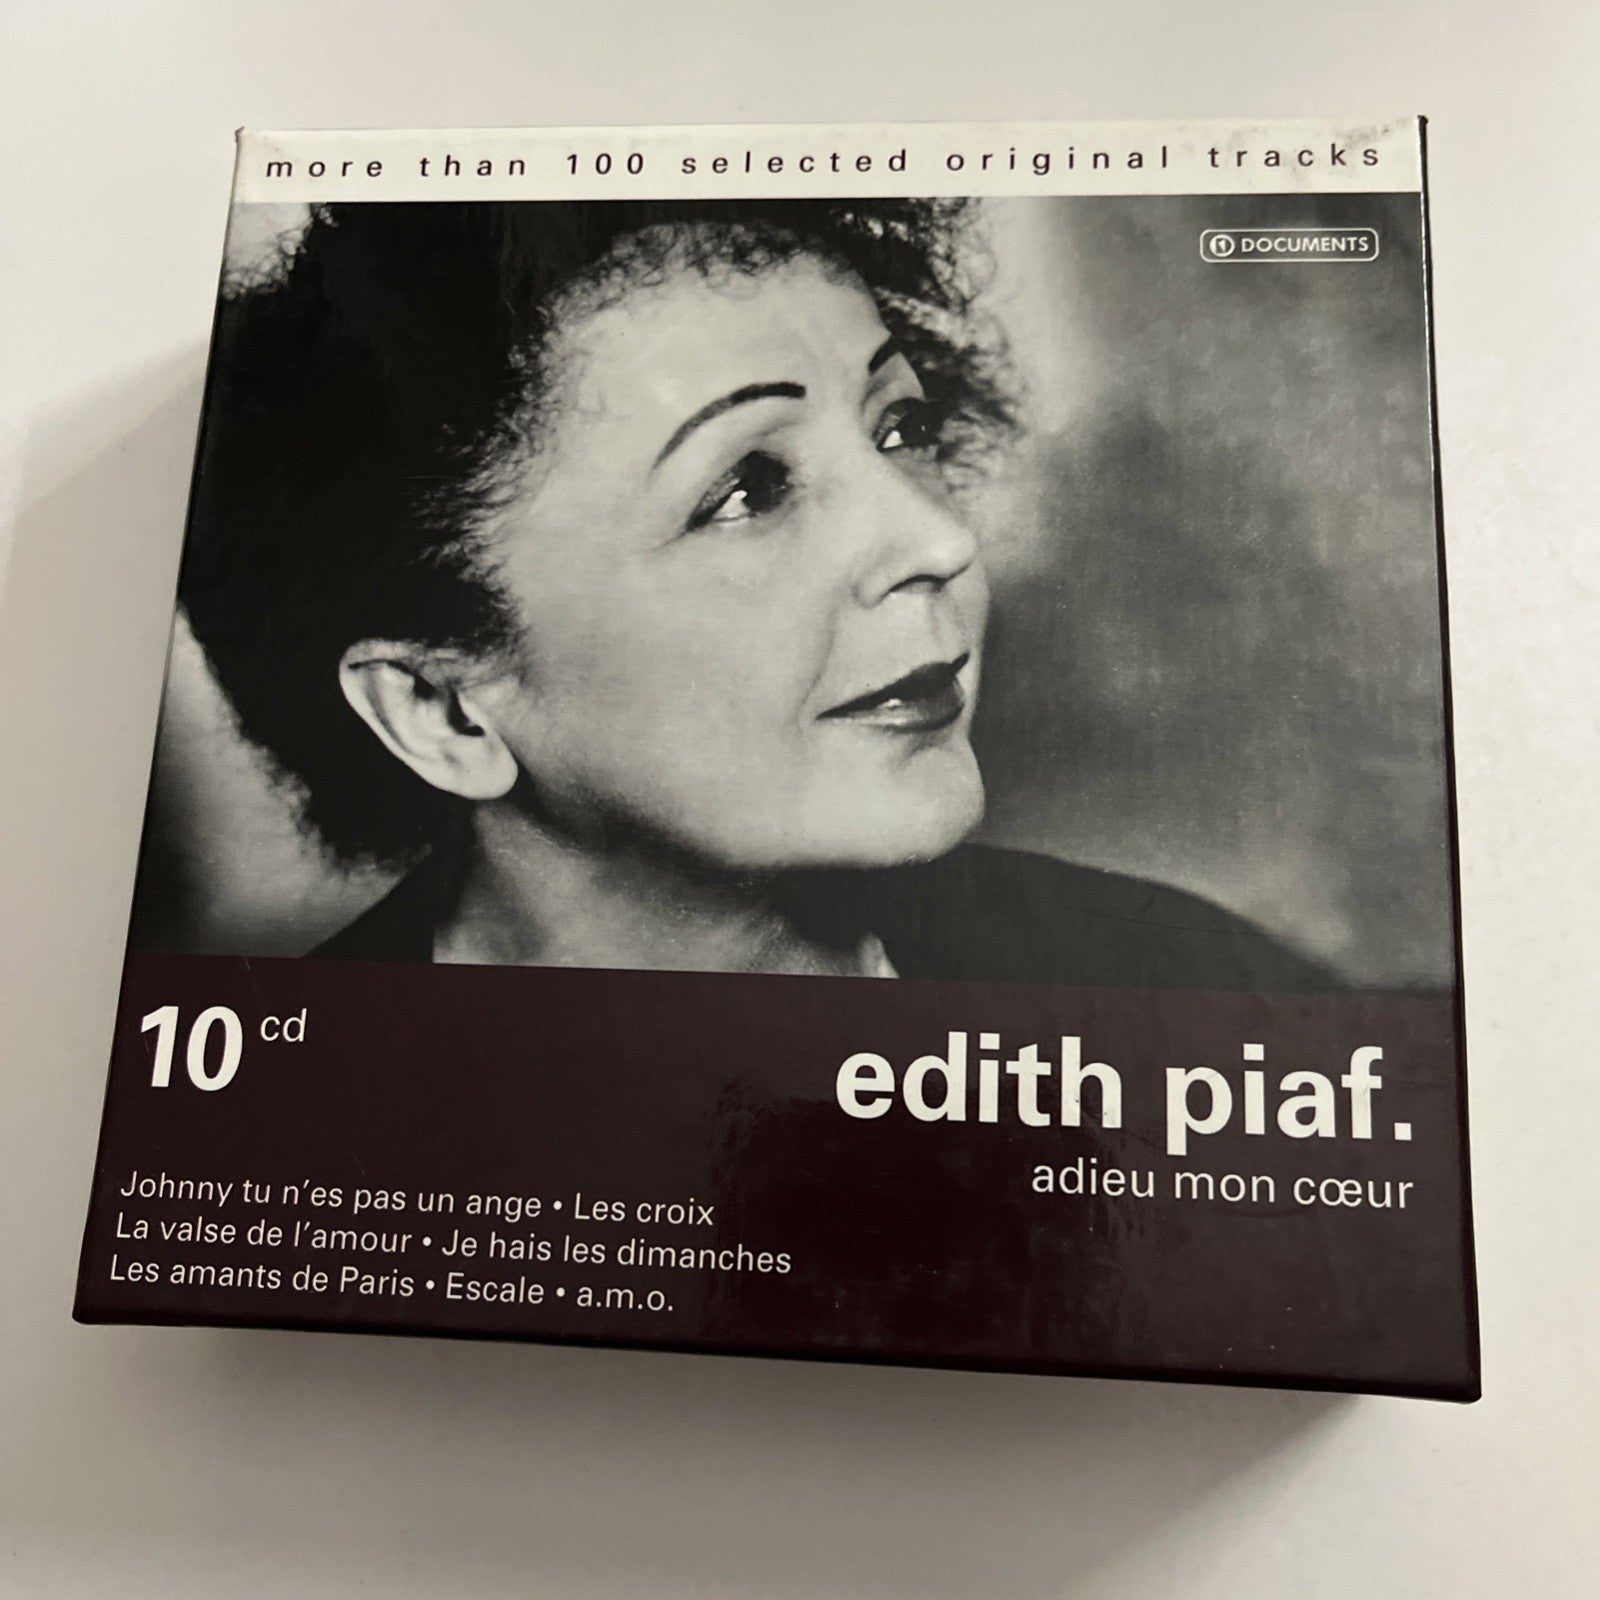 more than 100 selected original tracks
DOCUMENTS
10 cd
edith piaf.
adieu mon cœur
Johnny tu n’es pas un ange • Les croix
La valse de l’amour • Je hais les dimanches
Les amants de Paris • Escale • a.m.o.